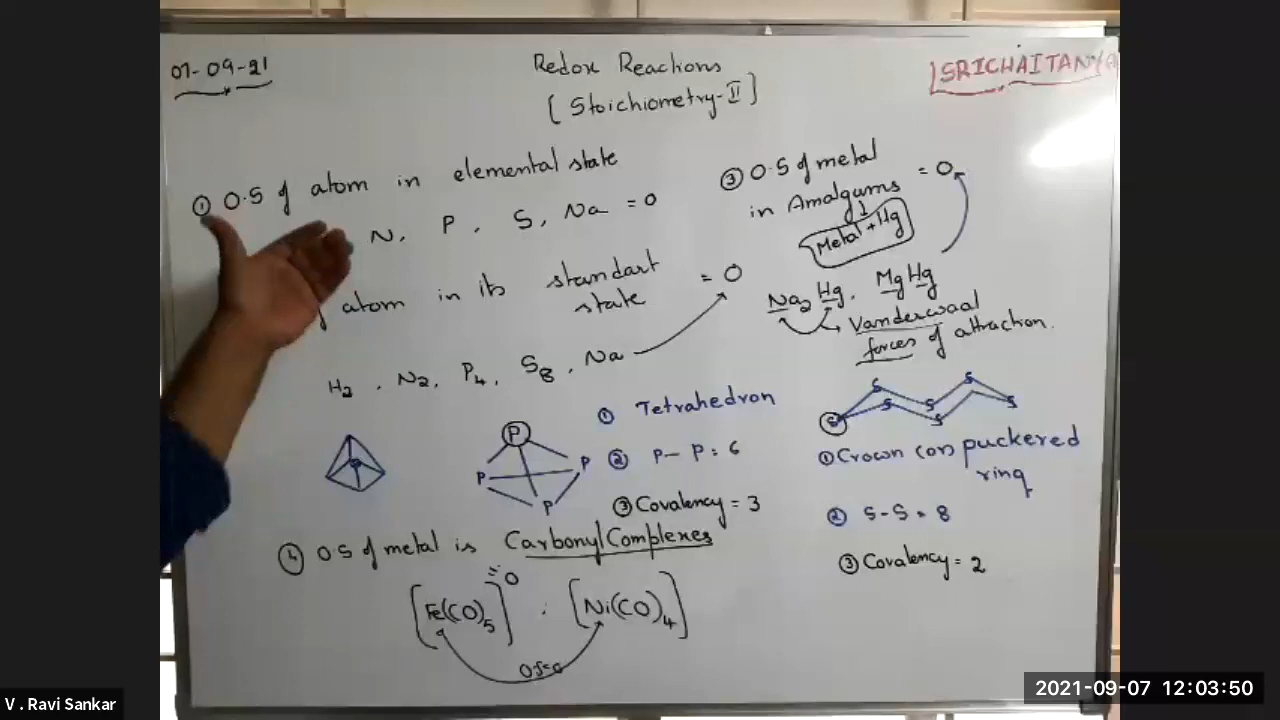 07-09-21
Redox Reactions
[Stoichiometry-II]
SRICHAITANYA
① O.S of atom in elemental state
N, P, S, Na = 0
atom in its standart state = 0
H2, N2, P4, S8, Na
① Tetrahedron
P
P P
P
② P-P: 6
③ Covalency = 3
③ O.S of metal
in Amalgums = 0
Metal + Hg
Na2Hg, MgHg
Vanderwaal
forces of attraction.
S S
S S S
S S S
① Crown (or) puckered
ring
② S-S = 8
③ Covalency = 2
④ O.S of metal is Carbonyl Complexes
= 0
[Fe(CO)5] , [Ni(CO)4]
V . Ravi Sankar
2021-09-07 12:03:50